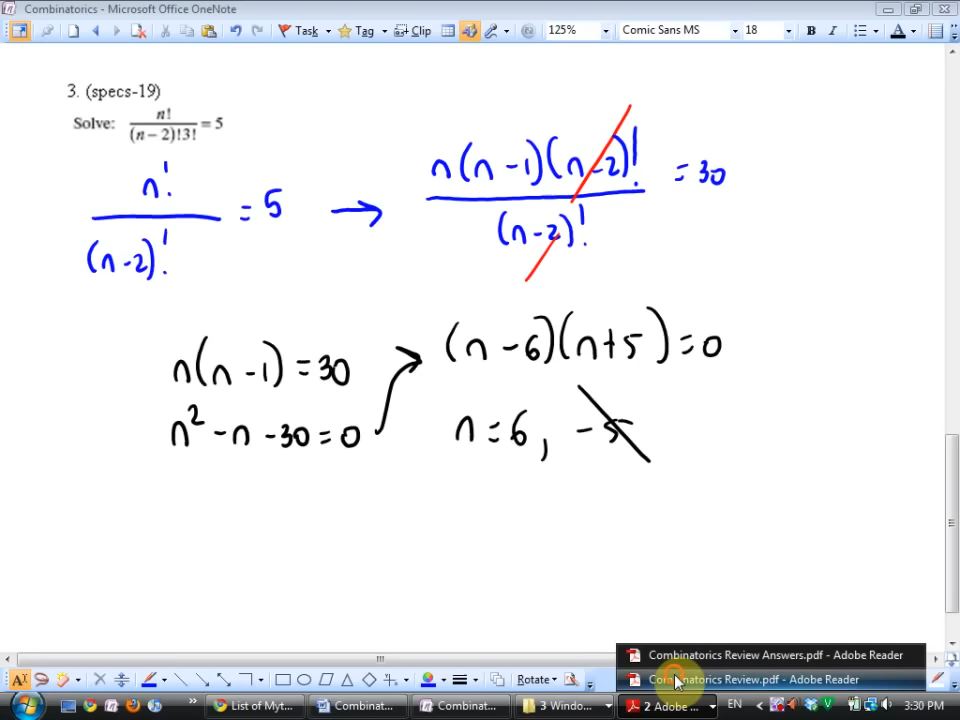 Combinatorics - Microsoft Office OneNote
Task Tag Clip 125% Comic Sans MS 18 B I A
3. (specs-19)
Solve: n! / (n − 2)!3! = 5
n! / (n-2)! = 5 → n(n-1)(n-2)! / (n-2)! = 30
n(n-1) = 30
n² - n - 30 = 0
(n-6)(n+5) = 0
n = 6, -5
Combinatorics Review Answers.pdf - Adobe Reader
Combinatorics Review.pdf - Adobe Reader
Rotate
List of Myt... Combinat... Combinat... 3 Windo... 2 Adobe ... EN 3:30 PM